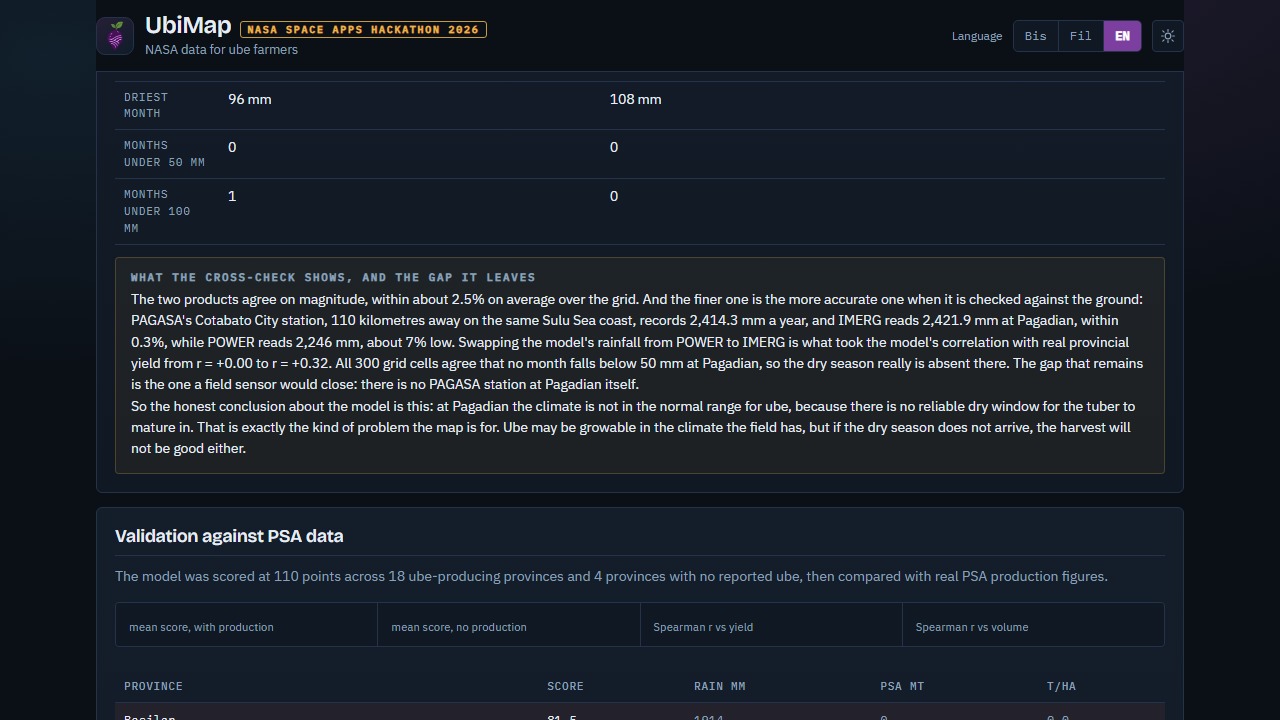 UbiMap NASA SPACE APPS HACKATHON 2026
NASA data for ube farmers
Language Bis Fil EN
DRIEST MONTH 96 mm 108 mm
MONTHS UNDER 50 MM 0 0
MONTHS UNDER 100 MM 1 0
WHAT THE CROSS-CHECK SHOWS, AND THE GAP IT LEAVES
The two products agree on magnitude, within about 2.5% on average over the grid. And the finer one is the more accurate one when it is checked against the ground:
PAGASA's Cotabato City station, 110 kilometres away on the same Sulu Sea coast, records 2,414.3 mm a year, and IMERG reads 2,421.9 mm at Pagadian, within
0.3%, while POWER reads 2,246 mm, about 7% low. Swapping the model's rainfall from POWER to IMERG is what took the model's correlation with real provincial
yield from r = +0.00 to r = +0.32. All 300 grid cells agree that no month falls below 50 mm at Pagadian, so the dry season really is absent there. The gap that remains
is the one a field sensor would close: there is no PAGASA station at Pagadian itself.
So the honest conclusion about the model is this: at Pagadian the climate is not in the normal range for ube, because there is no reliable dry window for the tuber to
mature in. That is exactly the kind of problem the map is for. Ube may be growable in the climate the field has, but if the dry season does not arrive, the harvest will
not be good either.
Validation against PSA data
The model was scored at 110 points across 18 ube-producing provinces and 4 provinces with no reported ube, then compared with real PSA production figures.
mean score, with production
mean score, no production
Spearman r vs yield
Spearman r vs volume
PROVINCE SCORE RAIN MM PSA MT T/HA
Basilan 81.5 1914 0 0.0